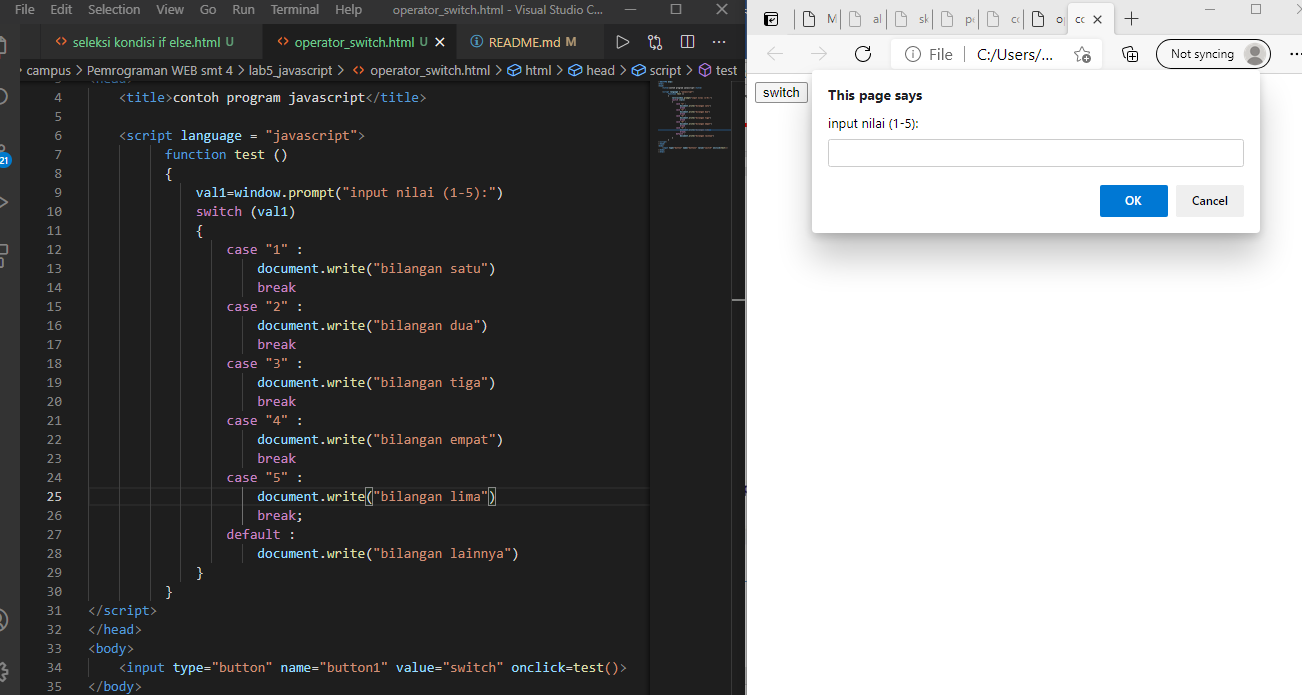 File Edit Selection View Go Run Terminal Help operator_switch.html - Visual Studio C...
<> seleksi kondisi if else.html U <> operator_switch.html U README.md M
campus > Pemrograman WEB smt 4 > lab5_javascript > <> operator_switch.html > html > head > script > test
4 <title>contoh program javascript</title>
5
6 <script language = "javascript">
7 function test ()
8 {
9 val1=window.prompt("input nilai (1-5):")
10 switch (val1)
11 {
12 case "1" :
13 document.write("bilangan satu")
14 break
15 case "2" :
16 document.write("bilangan dua")
17 break
18 case "3" :
19 document.write("bilangan tiga")
20 break
21 case "4" :
22 document.write("bilangan empat")
23 break
24 case "5" :
25 document.write("bilangan lima")
26 break;
27 default :
28 document.write("bilangan lainnya")
29 }
30 }
31 </script>
32 </head>
33 <body>
34 <input type="button" name="button1" value="switch" onclick=test()>
35 </body>
21
File C:/Users/... Not syncing
switch
This page says
input nilai (1-5):
OK Cancel